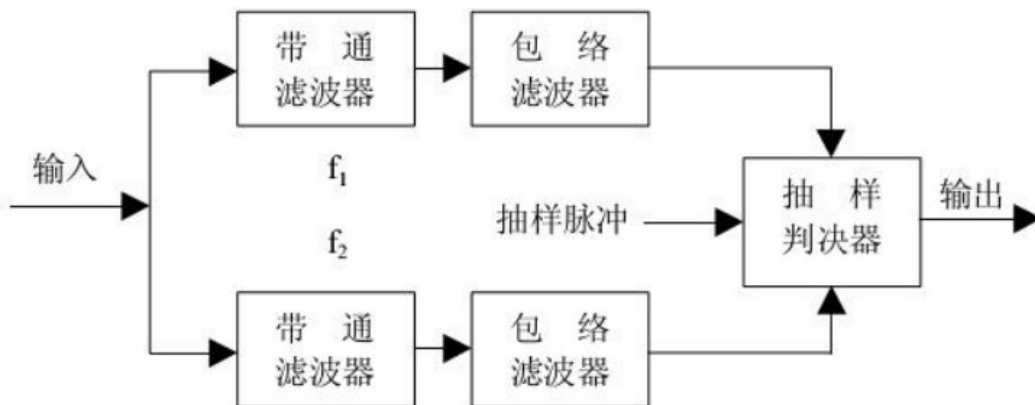 带 通
滤波器
包 络
滤波器
输入
f₁
f₂
抽样脉冲
抽 样
判决器
输出
带 通
滤波器
包 络
滤波器